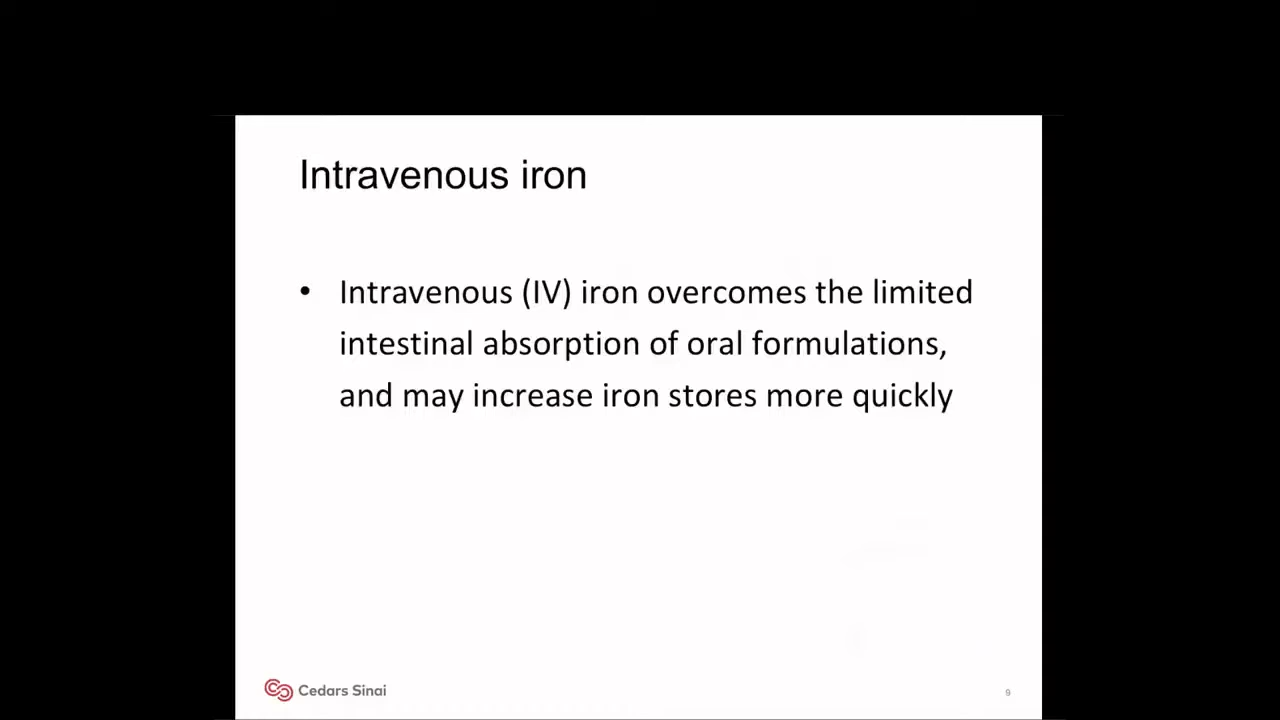 Intravenous iron
• Intravenous (IV) iron overcomes the limited
intestinal absorption of oral formulations,
and may increase iron stores more quickly
Cedars Sinai
9